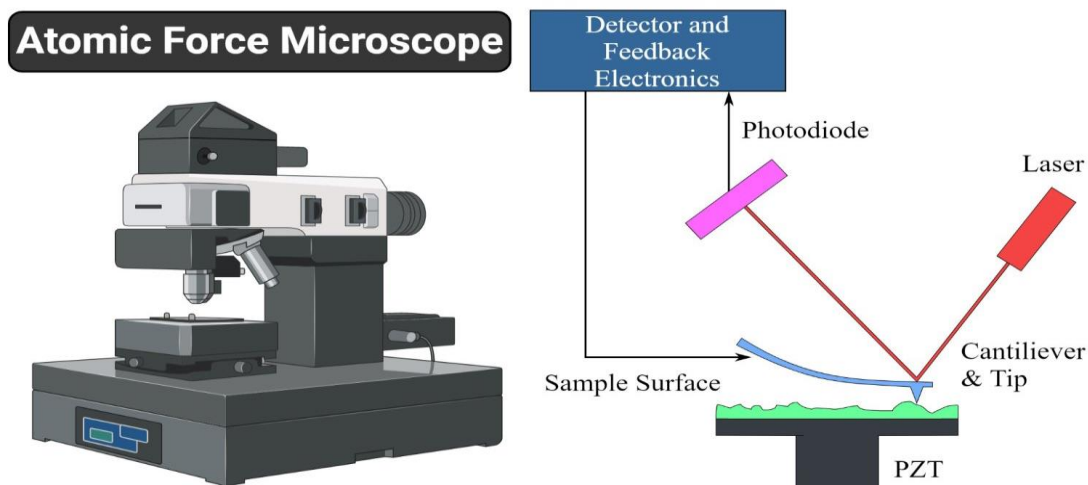 Atomic Force Microscope
Detector and
Feedback
Electronics
Photodiode
Laser
Cantiliever
& Tip
Sample Surface
PZT